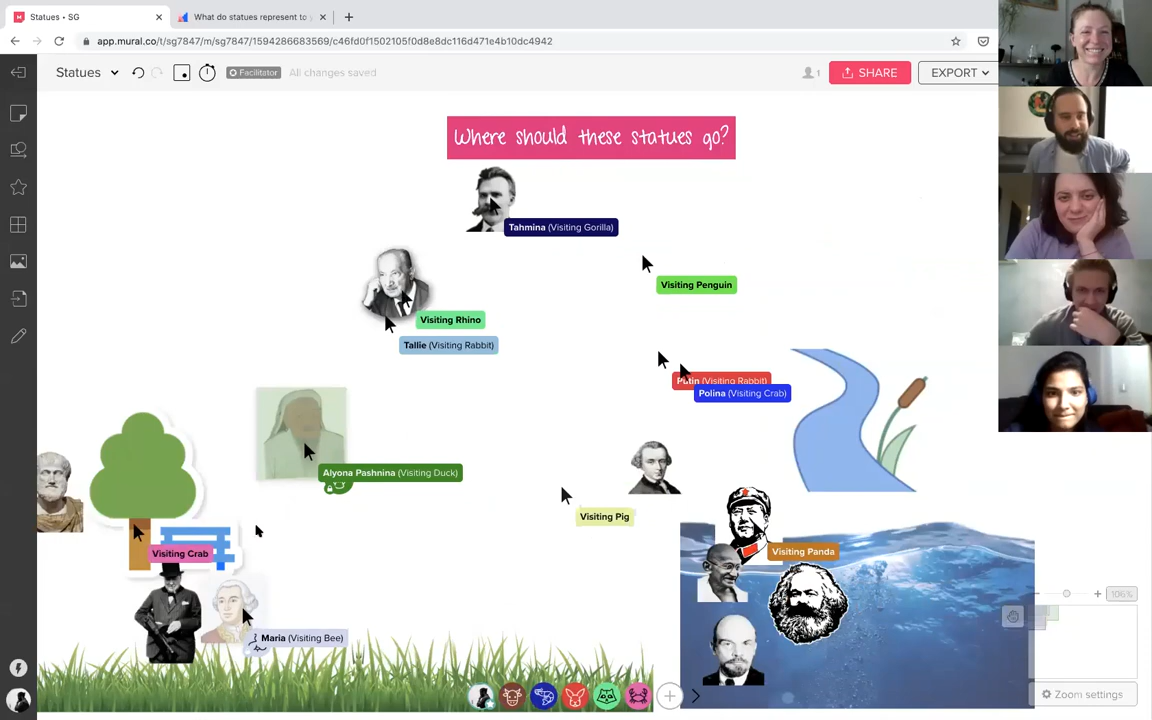 Statues • SG
What do statues represent to
app.mural.co/t/sg7847/m/sg7847/1594286683569/c46fd0f1502105f0d8e8dc116d471e4b10dc4942
Statues
Facilitator
All changes saved
1
SHARE
EXPORT
Where should these statues go?
Tahmina (Visiting Gorilla)
Visiting Penguin
Visiting Rhino
Tallie (Visiting Rabbit)
(Visiting Rabbit)
Polina (Visiting Crab)
Alyona Pashnina (Visiting Duck)
Visiting Pig
Visiting Crab
Visiting Panda
106%
Maria (Visiting Bee)
Zoom settings